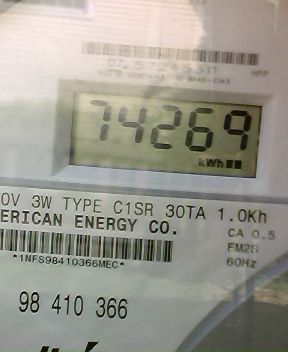 HPP
74269
kWh
0V 3W TYPE C1SR 30TA 1.0Kh
ERICAN ENERGY CO.
CA 0.5
*1NFS98410366MEC*
FM2S
60Hz
98 410 366